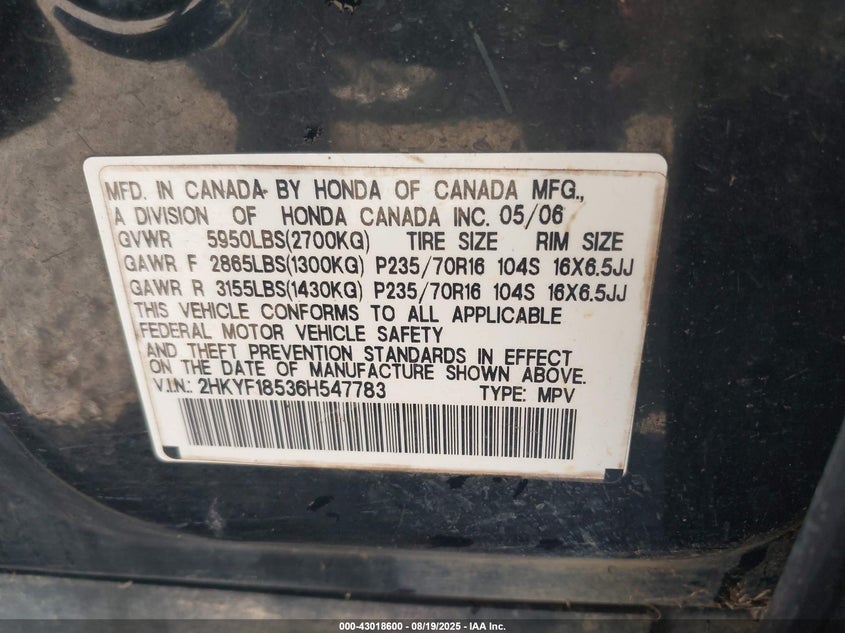 MFD. IN CANADA BY HONDA OF CANADA MFG.,
A DIVISION OF HONDA CANADA INC. 05/06
GVWR 5950LBS(2700KG) TIRE SIZE RIM SIZE
GAWR F 2865LBS(1300KG) P235/70R16 104S 16X6.5JJ
GAWR R 3155LBS(1430KG) P235/70R16 104S 16X6.5JJ
THIS VEHICLE CONFORMS TO ALL APPLICABLE
FEDERAL MOTOR VEHICLE SAFETY
AND THEFT PREVENTION STANDARDS IN EFFECT
ON THE DATE OF MANUFACTURE SHOWN ABOVE.
V.I.N.: 2HKYF18536H547783 TYPE: MPV
000-43018600 - 08/19/2025 - IAA Inc.